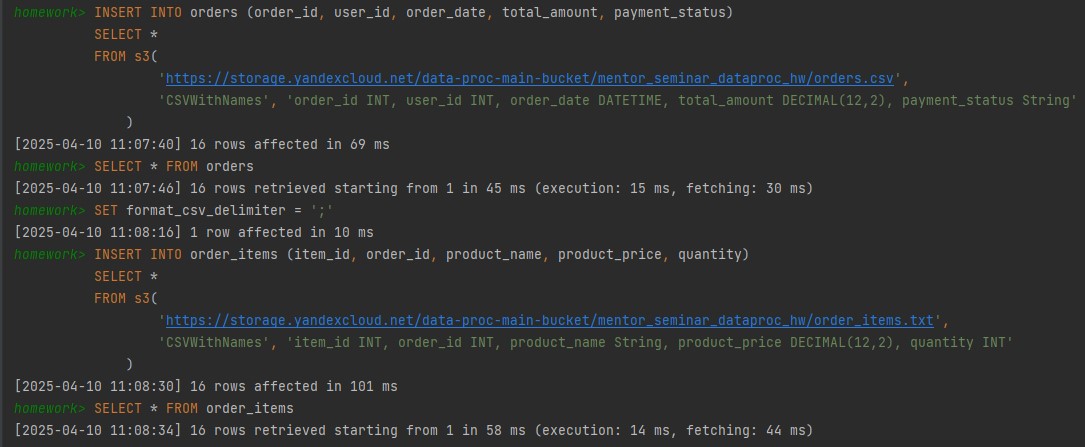 homework> INSERT INTO orders (order_id, user_id, order_date, total_amount, payment_status)
SELECT *
FROM s3(
'https://storage.yandexcloud.net/data-proc-main-bucket/mentor_seminar_dataproc_hw/orders.csv',
'CSVWithNames', 'order_id INT, user_id INT, order_date DATETIME, total_amount DECIMAL(12,2), payment_status String'
)
[2025-04-10 11:07:40] 16 rows affected in 69 ms
homework> SELECT * FROM orders
[2025-04-10 11:07:46] 16 rows retrieved starting from 1 in 45 ms (execution: 15 ms, fetching: 30 ms)
homework> SET format_csv_delimiter = ';'
[2025-04-10 11:08:16] 1 row affected in 10 ms
homework> INSERT INTO order_items (item_id, order_id, product_name, product_price, quantity)
SELECT *
FROM s3(
'https://storage.yandexcloud.net/data-proc-main-bucket/mentor_seminar_dataproc_hw/order_items.txt',
'CSVWithNames', 'item_id INT, order_id INT, product_name String, product_price DECIMAL(12,2), quantity INT'
)
[2025-04-10 11:08:30] 16 rows affected in 101 ms
homework> SELECT * FROM order_items
[2025-04-10 11:08:34] 16 rows retrieved starting from 1 in 58 ms (execution: 14 ms, fetching: 44 ms)